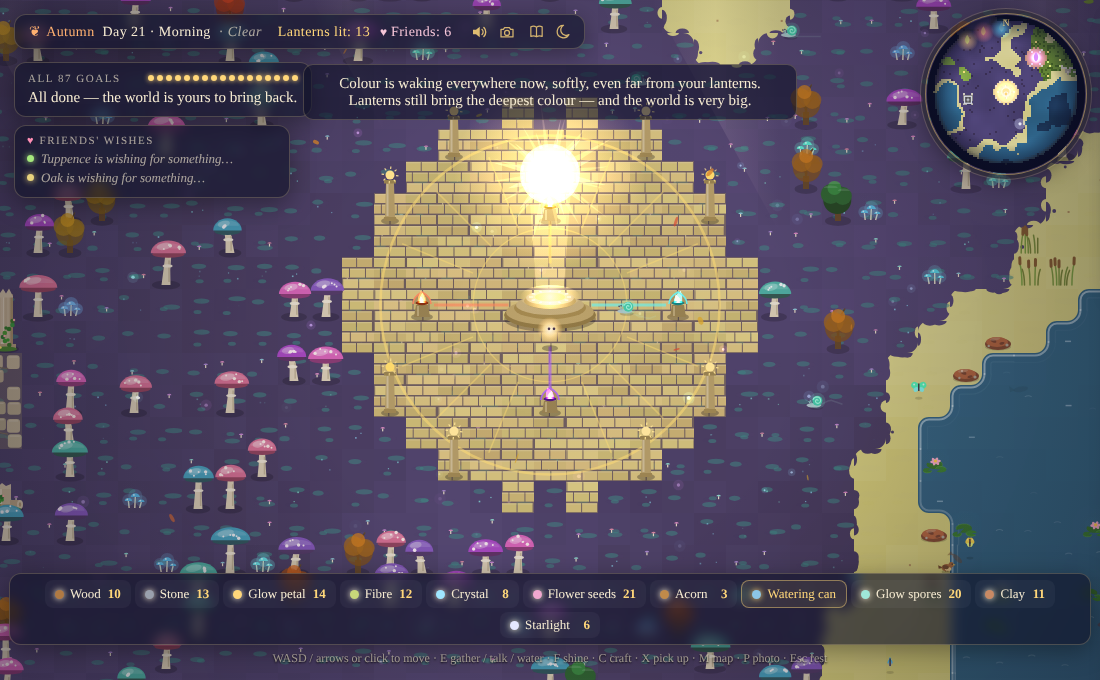 Autumn Day 21 · Morning · Clear Lanterns lit: 13 ♥ Friends: 6
ALL 87 GOALS
All done — the world is yours to bring back.
Colour is waking everywhere now, softly, even far from your lanterns.
Lanterns still bring the deepest colour — and the world is very big.
N
♥ FRIENDS' WISHES
Tuppence is wishing for something…
Oak is wishing for something…
Wood 10 Stone 13 Glow petal 14 Fibre 12 Crystal 8 Flower seeds 21 Acorn 3 Watering can Glow spores 20 Clay 11
Starlight 6
WASD / arrows or click to move · E gather / talk / water · F shine · C craft · X pick up · M map · P photo · Esc rest